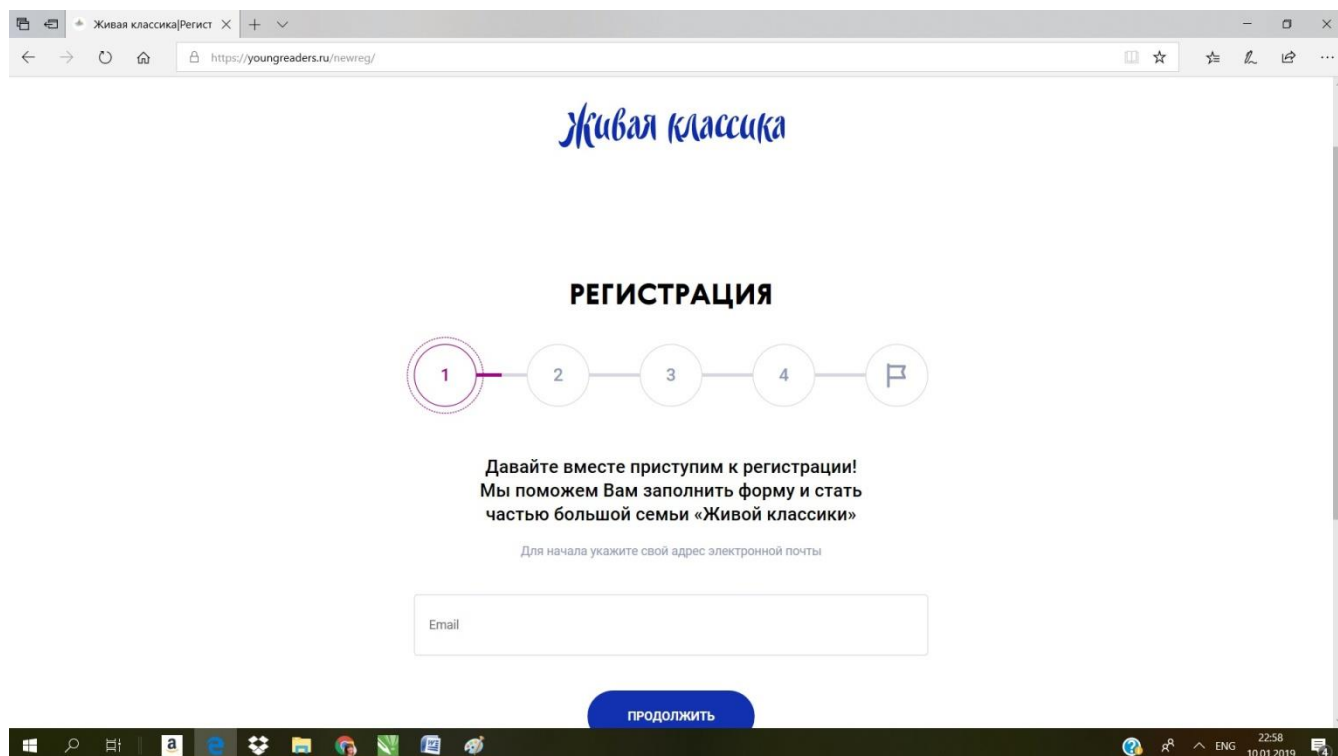 Живая классика|Регист
https://youngreaders.ru/newreg/
Живая классика
РЕГИСТРАЦИЯ
1 2 3 4
Давайте вместе приступим к регистрации!
Мы поможем Вам заполнить форму и стать
частью большой семьи «Живой классики»
Для начала укажите свой адрес электронной почты
Email
ПРОДОЛЖИТЬ
a
ENG
22:58
10.01.2019
4